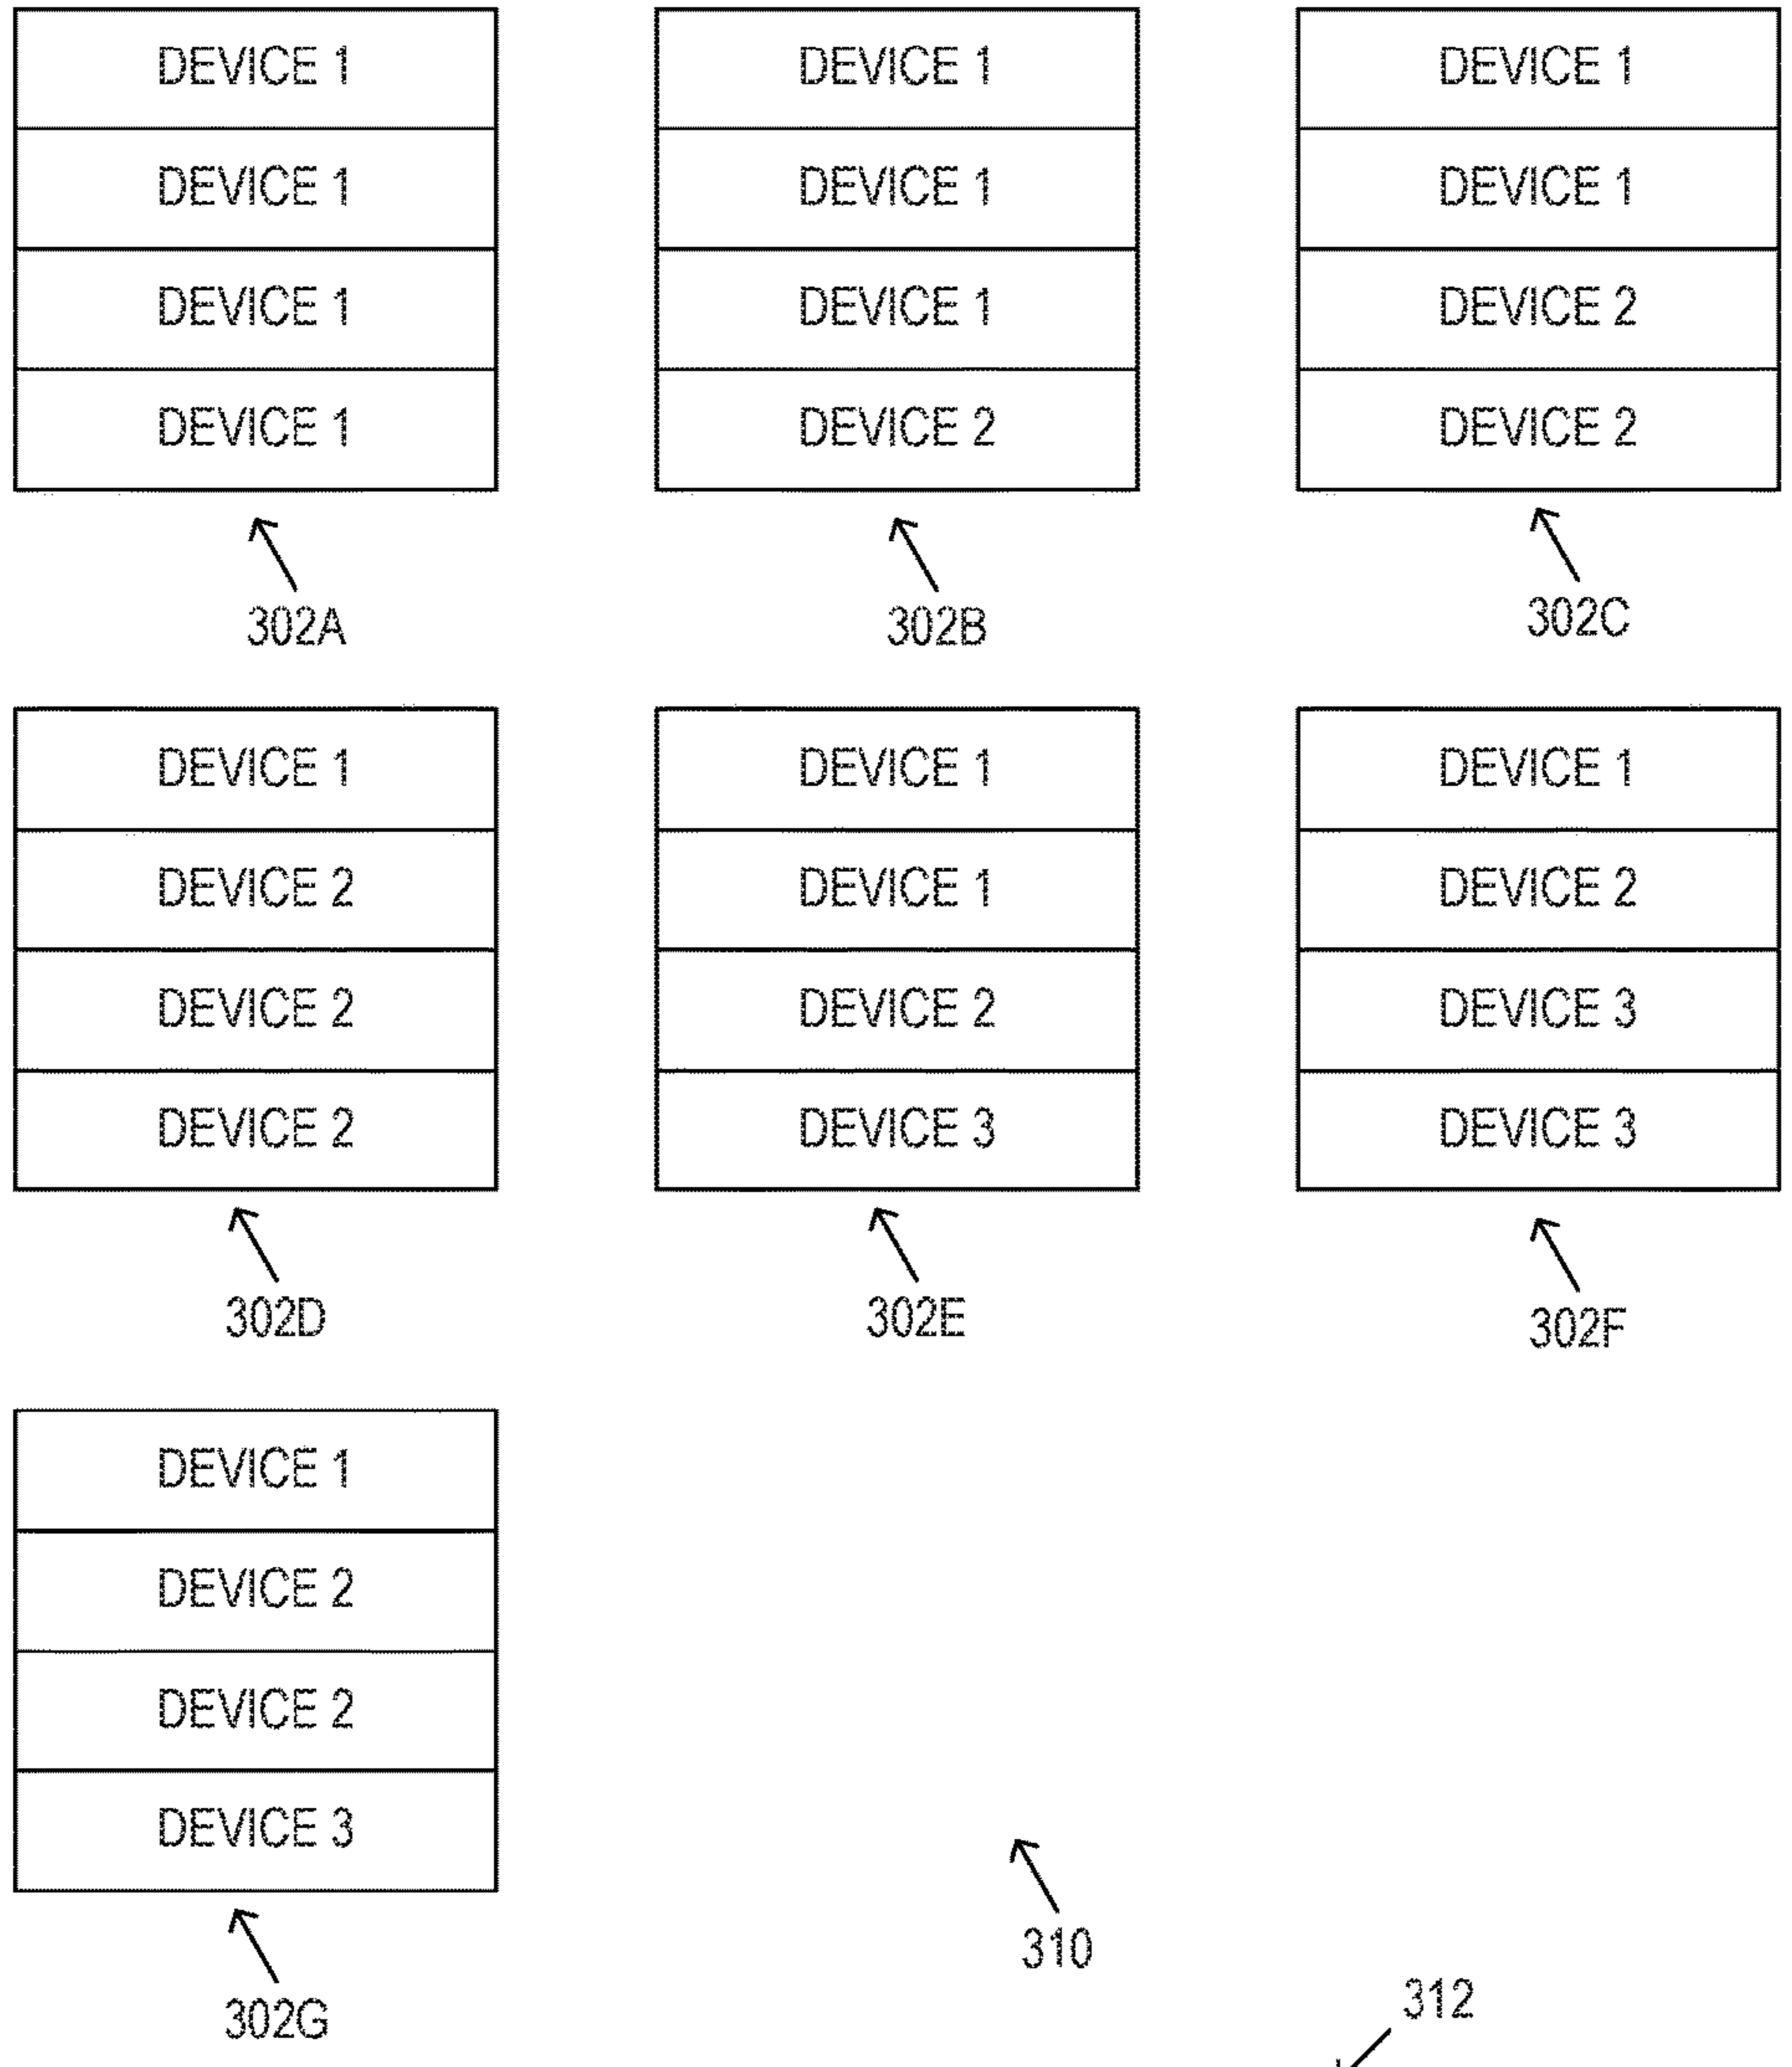 DEVICE 1 DEVICE 1 DEVICE 1
DEVICE 1 DEVICE 1 DEVICE 1
DEVICE 1 DEVICE 1 DEVICE 2
DEVICE 1 DEVICE 2 DEVICE 2
302A 302B 302C
DEVICE 1 DEVICE 1 DEVICE 1
DEVICE 2 DEVICE 1 DEVICE 2
DEVICE 2 DEVICE 2 DEVICE 3
DEVICE 2 DEVICE 3 DEVICE 3
302D 302E 302F
DEVICE 1
DEVICE 2
DEVICE 2
DEVICE 3
310
302G
312